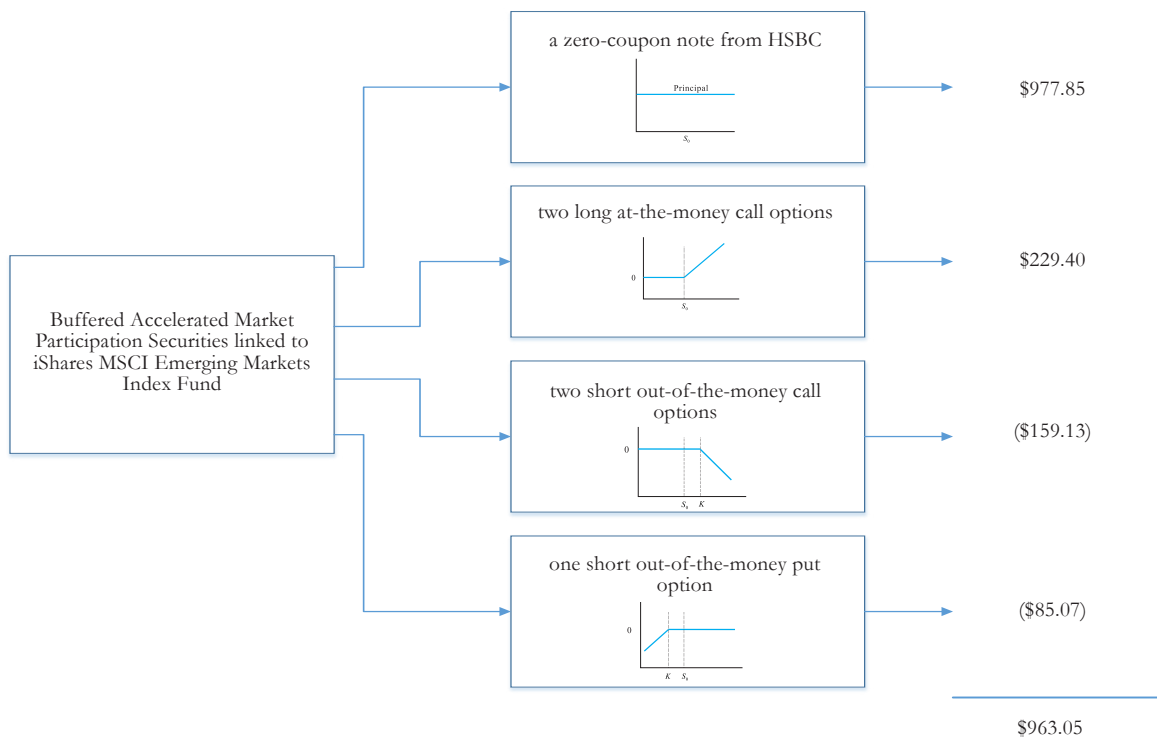 a zero-coupon note from HSBC
Principal
S₀
$977.85
two long at-the-money call options
0
S₀
$229.40
Buffered Accelerated Market
Participation Securities linked to
iShares MSCI Emerging Markets
Index Fund
two short out-of-the-money call
options
0
S₀ K
($159.13)
one short out-of-the-money put
option
0
K S₀
($85.07)
$963.05